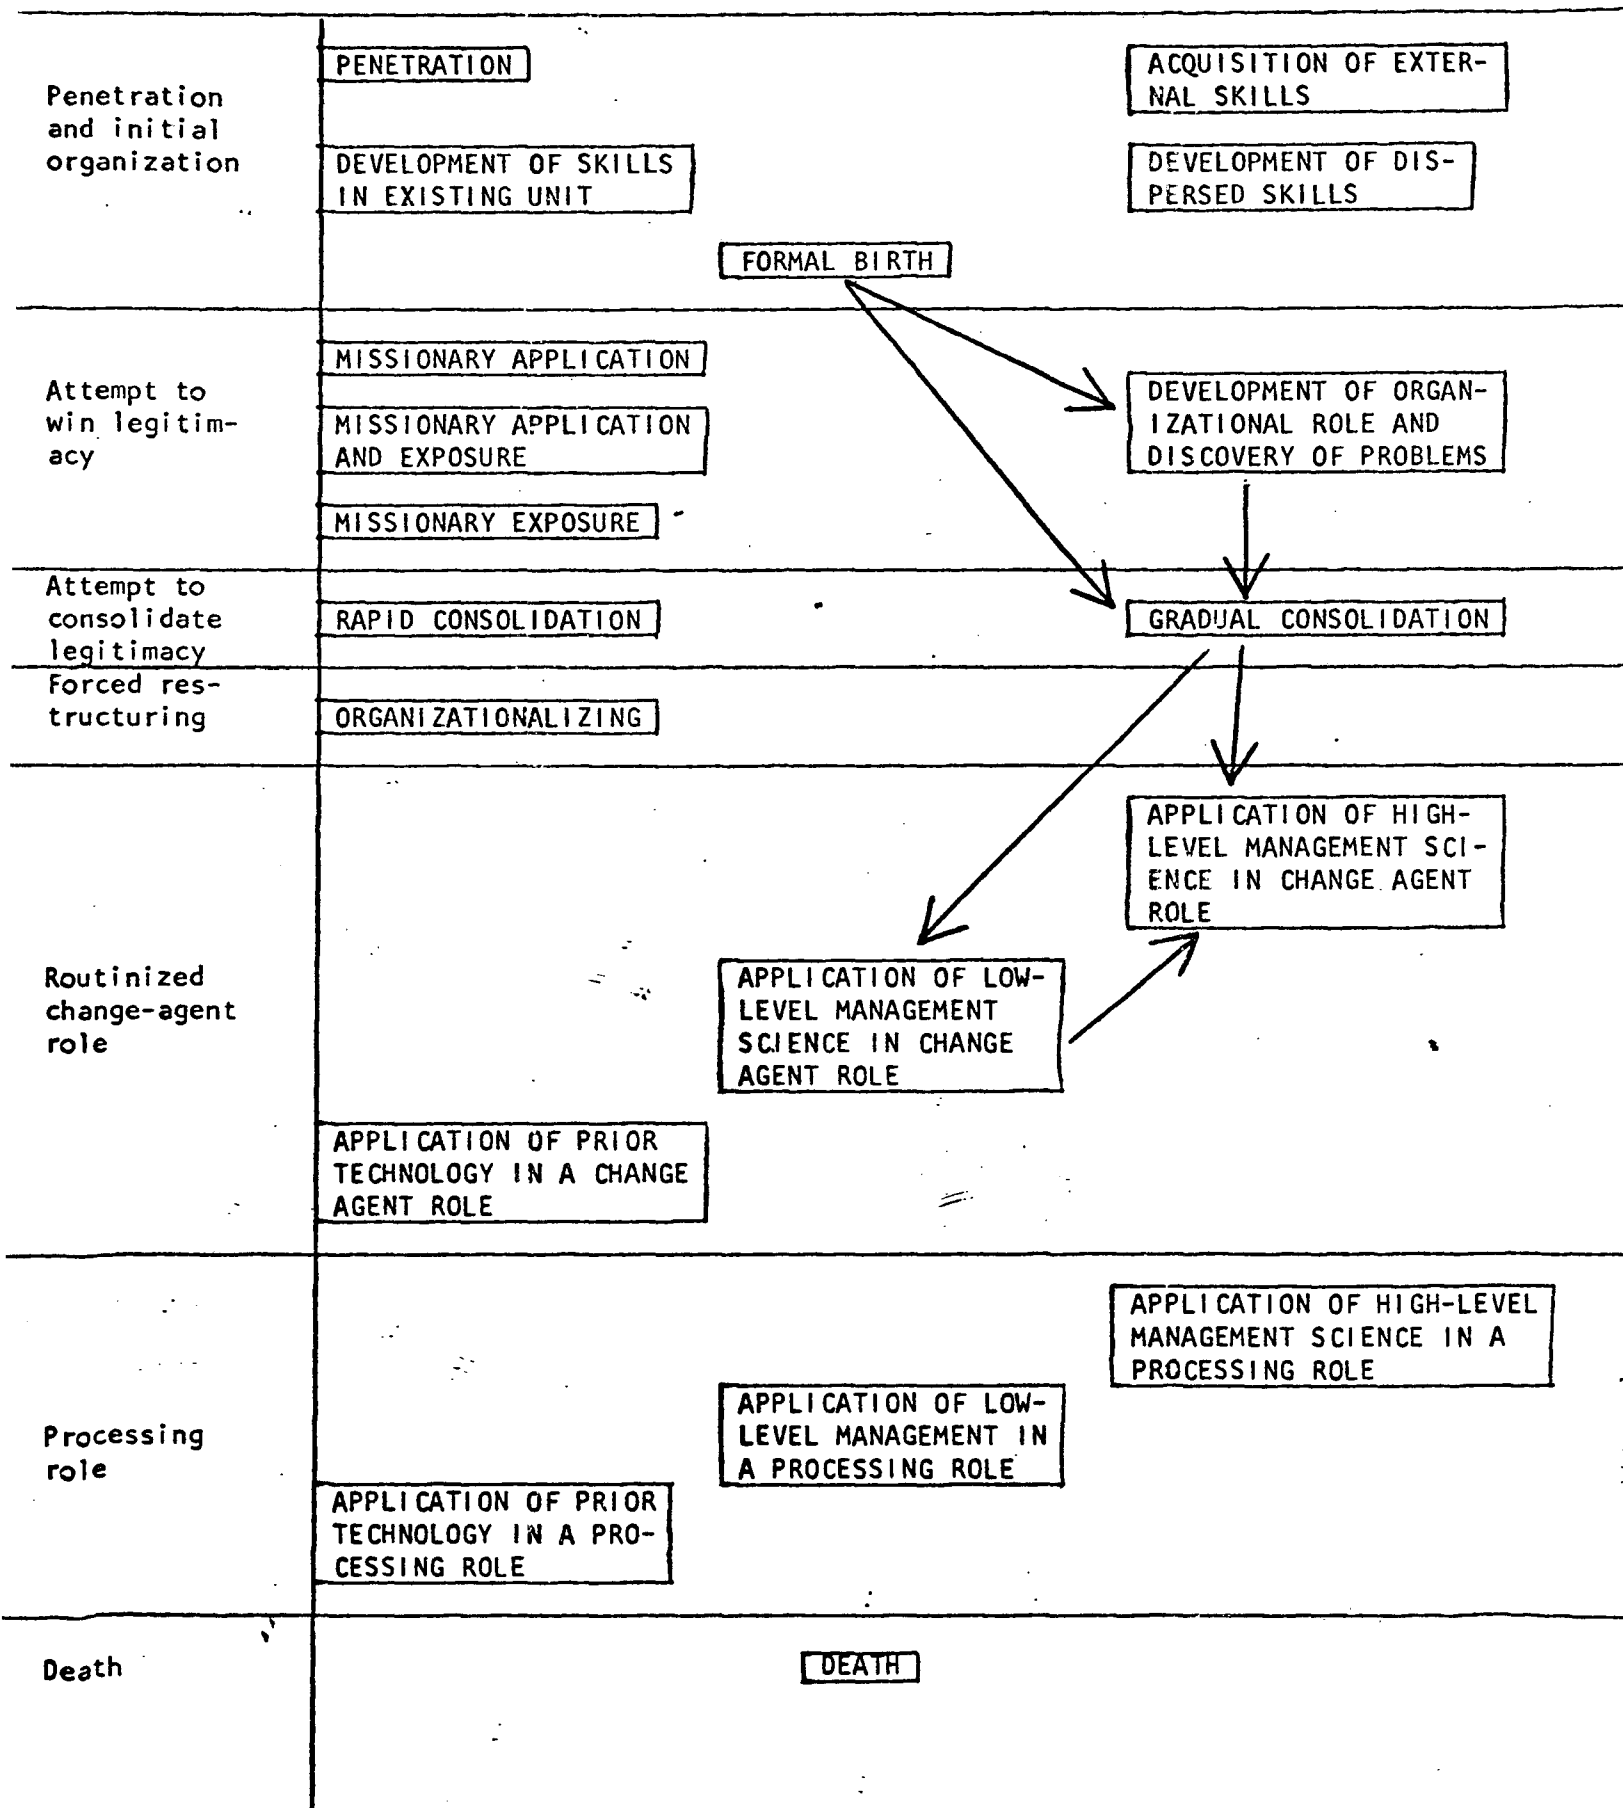 Penetration
and initial
organization
PENETRATION
ACQUISITION OF EXTER-
NAL SKILLS
DEVELOPMENT OF SKILLS
IN EXISTING UNIT
DEVELOPMENT OF DIS-
PERSED SKILLS
FORMAL BIRTH
Attempt to
win legitim-
acy
MISSIONARY APPLICATION
MISSIONARY APPLICATION
AND EXPOSURE
MISSIONARY EXPOSURE
DEVELOPMENT OF ORGAN-
IZATIONAL ROLE AND
DISCOVERY OF PROBLEMS
Attempt to
consolidate
legitimacy
RAPID CONSOLIDATION
GRADUAL CONSOLIDATION
Forced res-
tructuring
ORGANIZATIONALIZING
Routinized
change-agent
role
APPLICATION OF HIGH-
LEVEL MANAGEMENT SCI-
ENCE IN CHANGE AGENT
ROLE
APPLICATION OF LOW-
LEVEL MANAGEMENT
SCIENCE IN CHANGE
AGENT ROLE
APPLICATION OF PRIOR
TECHNOLOGY IN A CHANGE
AGENT ROLE
Processing
role
APPLICATION OF HIGH-LEVEL
MANAGEMENT SCIENCE IN A
PROCESSING ROLE
APPLICATION OF LOW-
LEVEL MANAGEMENT IN
A PROCESSING ROLE
APPLICATION OF PRIOR
TECHNOLOGY IN A PRO-
CESSING ROLE
Death
DEATH